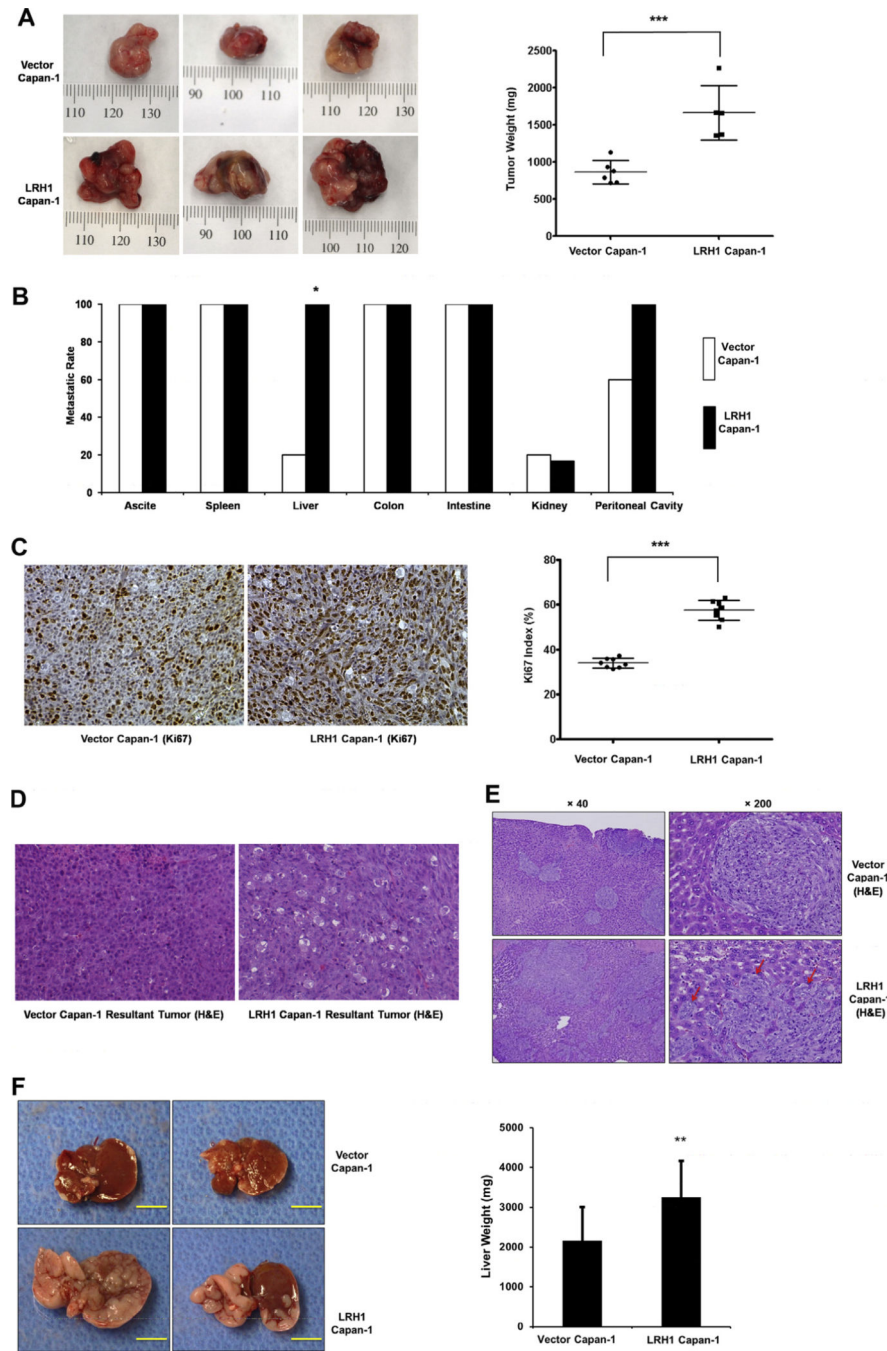 A
Vector
Capan-1
110 120 130
90 100 110
110 120 130
LRH1
Capan-1
110 120 130
90 100 110
100 110 120
***
2500
2000
1500
1000
500
0
Tumor Weight (mg)
Vector Capan-1
LRH1 Capan-1
B
*
100
80
60
40
20
0
Metastatic Rate
Ascite
Spleen
Liver
Colon
Intestine
Kidney
Peritoneal Cavity
Vector
Capan-1
LRH1
Capan-1
C
Vector Capan-1 (Ki67)
LRH1 Capan-1 (Ki67)
***
80
60
40
20
0
Ki67 Index (%)
Vector Capan-1
LRH1 Capan-1
D
Vector Capan-1 Resultant Tumor (H&E)
LRH1 Capan-1 Resultant Tumor (H&E)
E
× 40
× 200
Vector
Capan-1
(H&E)
LRH1
Capan-1
(H&E)
F
Vector
Capan-1
LRH1
Capan-1
**
5000
4000
3000
2000
1000
0
Liver Weight (mg)
Vector Capan-1
LRH1 Capan-1